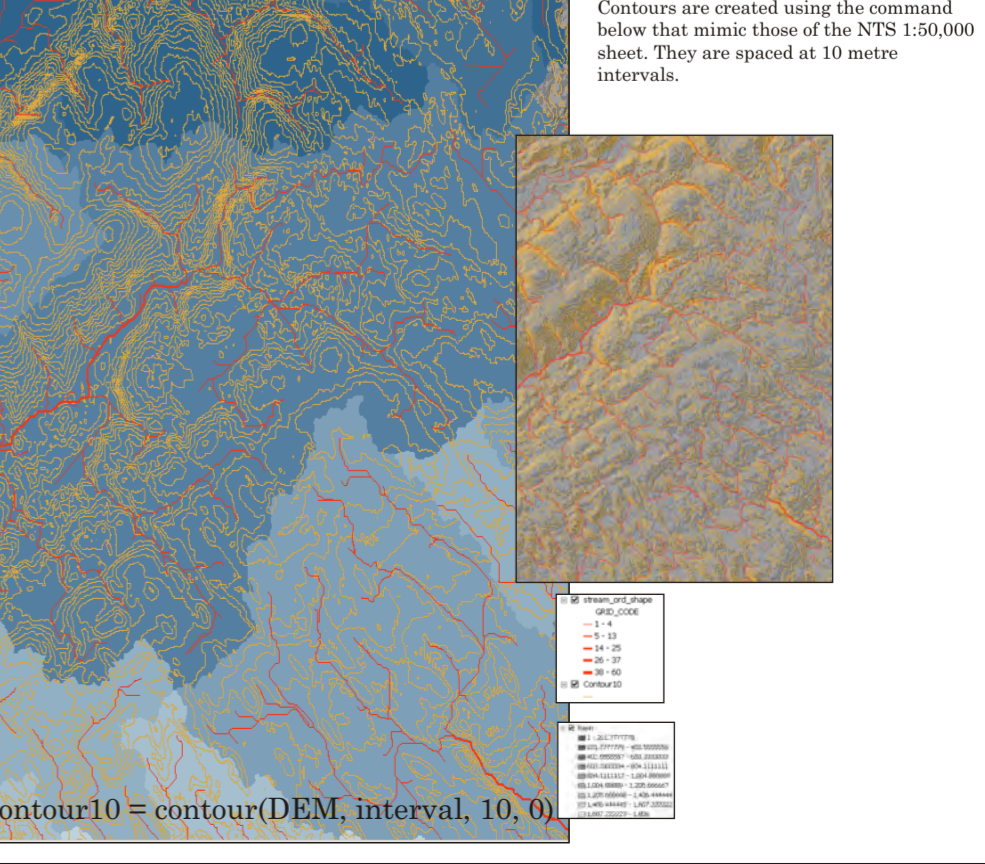 Contours are created using the command
below that mimic those of the NTS 1:50,000
sheet. They are spaced at 10 metre
intervals.
stream_ord_shape
GRID_CODE
1 - 4
5 - 13
14 - 25
26 - 37
38 - 60
Contour10
ontour10 = contour(DEM, interval, 10, 0)